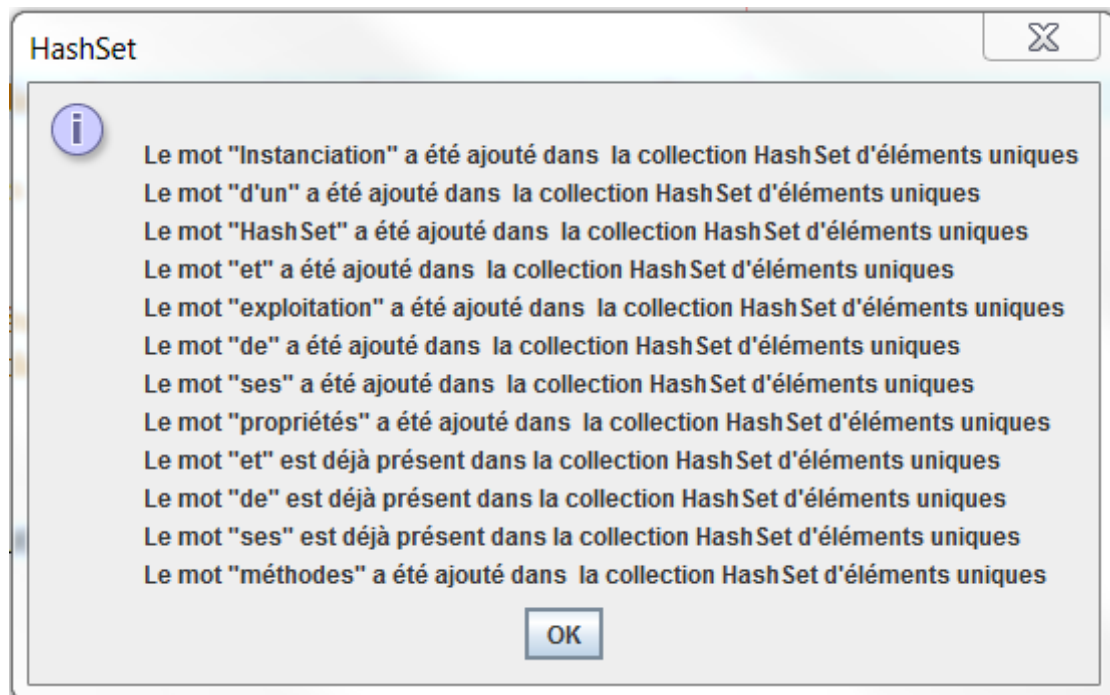 HashSet
i
Le mot "Instanciation" a été ajouté dans  la collection HashSet d'éléments uniques
Le mot "d'un" a été ajouté dans  la collection HashSet d'éléments uniques
Le mot "HashSet" a été ajouté dans  la collection HashSet d'éléments uniques
Le mot "et" a été ajouté dans  la collection HashSet d'éléments uniques
Le mot "exploitation" a été ajouté dans  la collection HashSet d'éléments uniques
Le mot "de" a été ajouté dans  la collection HashSet d'éléments uniques
Le mot "ses" a été ajouté dans  la collection HashSet d'éléments uniques
Le mot "propriétés" a été ajouté dans  la collection HashSet d'éléments uniques
Le mot "et" est déjà présent dans la collection HashSet d'éléments uniques
Le mot "de" est déjà présent dans la collection HashSet d'éléments uniques
Le mot "ses" est déjà présent dans la collection HashSet d'éléments uniques
Le mot "méthodes" a été ajouté dans  la collection HashSet d'éléments uniques
OK